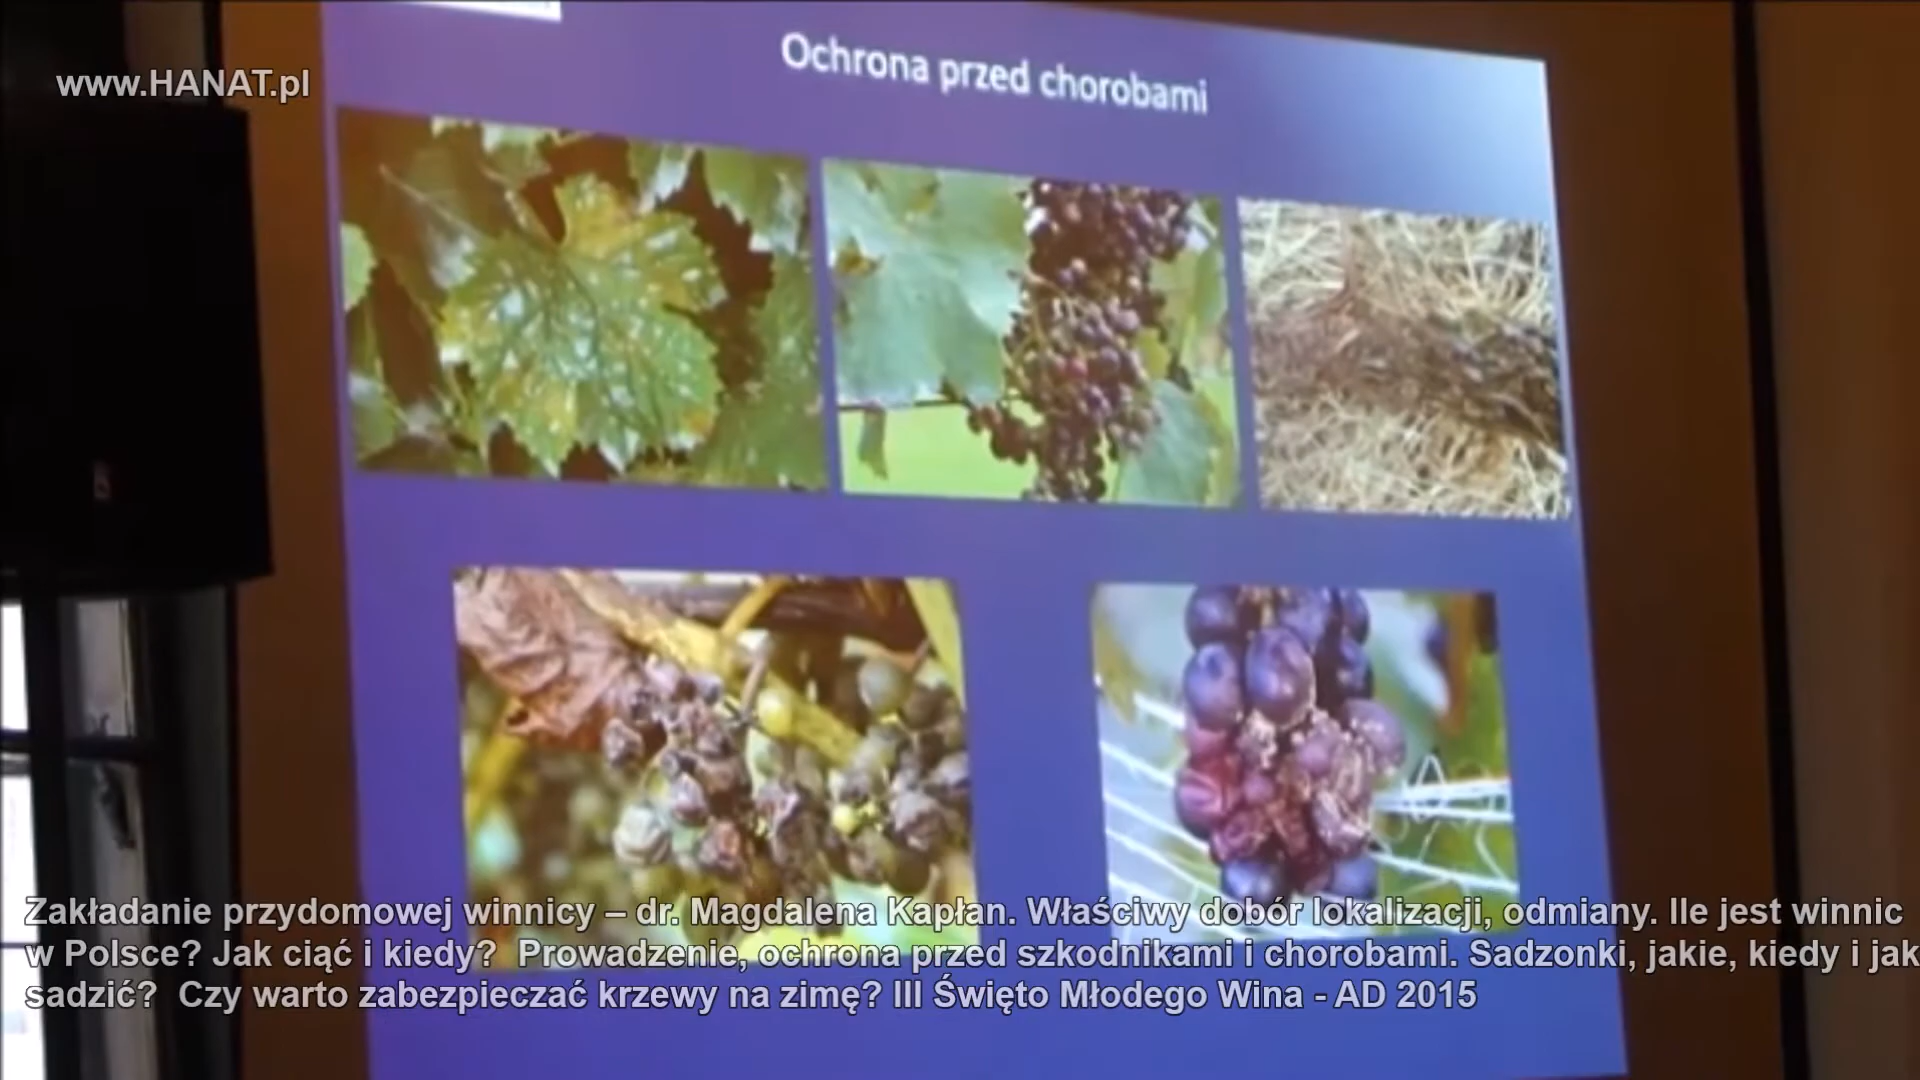 Ochrona przed chorobami
www.HANAT.pl
Zakładanie przydomowej winnicy – dr. Magdalena Kapłan. Właściwy dobór lokalizacji, odmiany. Ile jest winnic
w Polsce? Jak ciąć i kiedy? Prowadzenie, ochrona przed szkodnikami i chorobami. Sadzonki, jakie, kiedy i jak
sadzić? Czy warto zabezpieczać krzewy na zimę? III Święto Młodego Wina - AD 2015